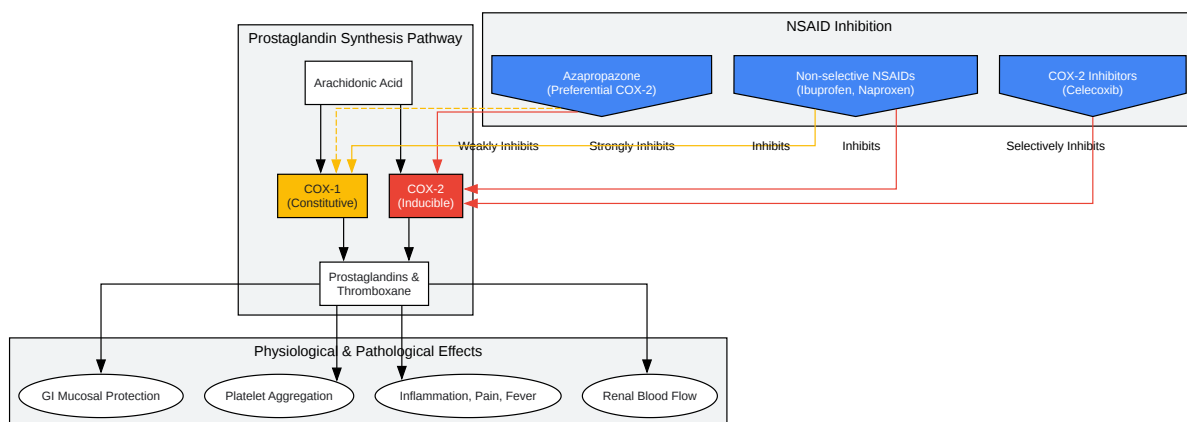 NSAID Inhibition
Prostaglandin Synthesis Pathway
Arachidonic Acid
Azapropazone
(Preferential COX-2)
Non-selective NSAIDs
(Ibuprofen, Naproxen)
COX-2 Inhibitors
(Celecoxib)
Weakly Inhibits
Strongly Inhibits
Inhibits
Inhibits
Selectively Inhibits
COX-1
(Constitutive)
COX-2
(Inducible)
Prostaglandins &
Thromboxane
Physiological & Pathological Effects
GI Mucosal Protection
Platelet Aggregation
Inflammation, Pain, Fever
Renal Blood Flow